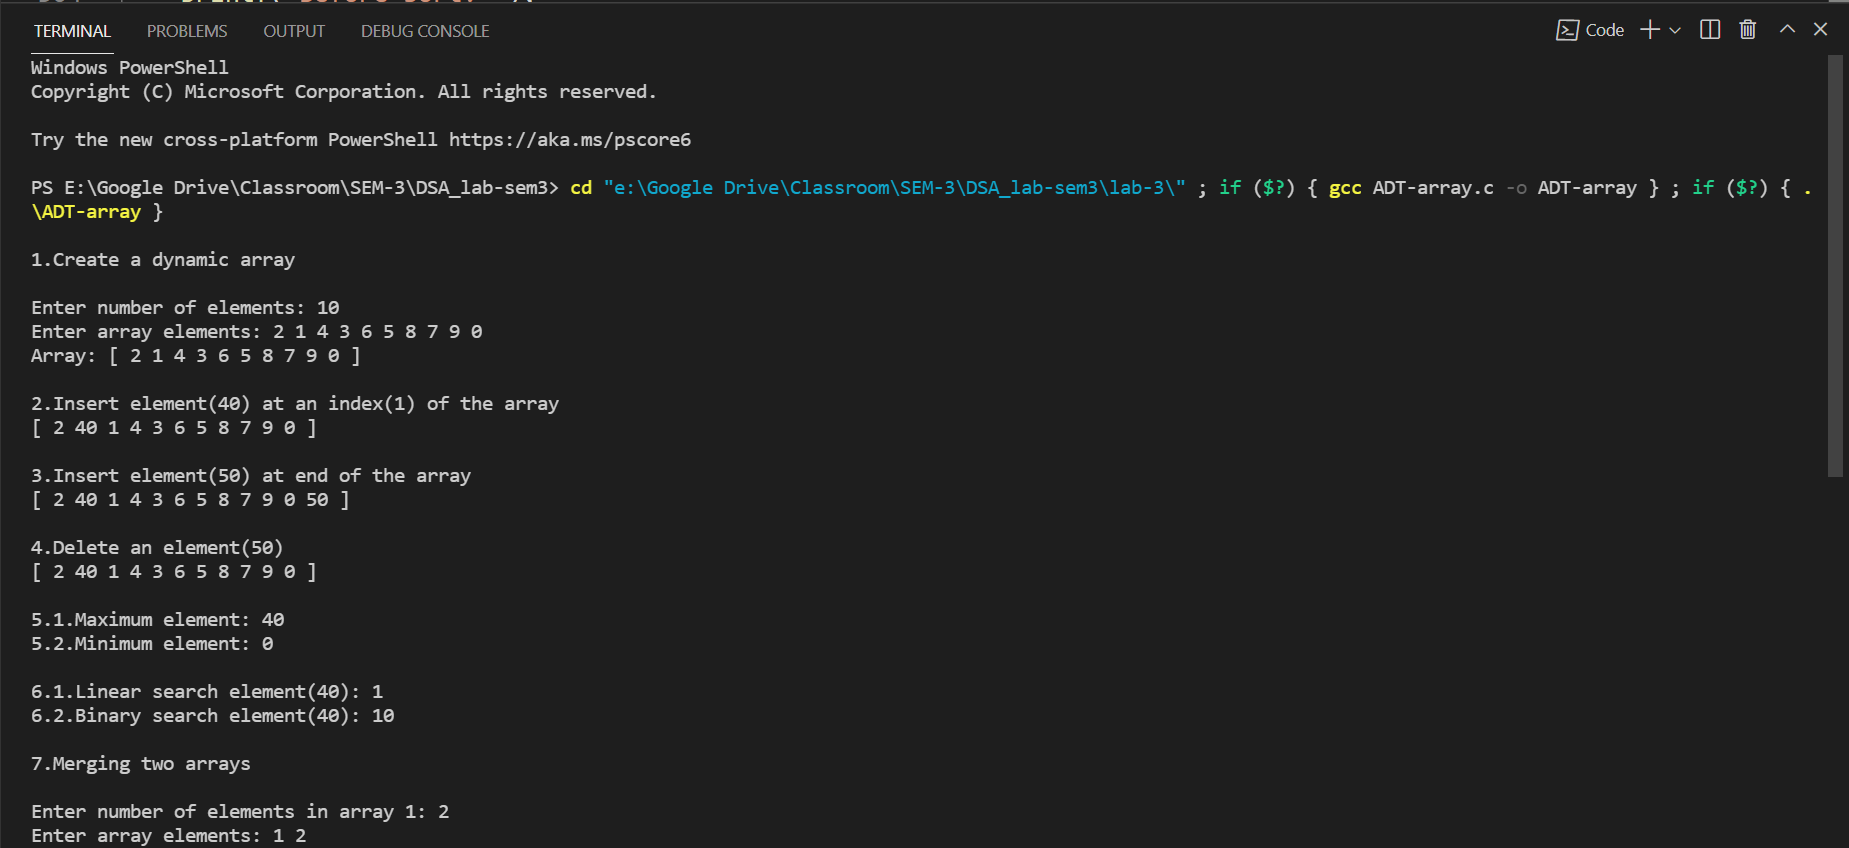 TERMINAL PROBLEMS OUTPUT DEBUG CONSOLE Code
Windows PowerShell
Copyright (C) Microsoft Corporation. All rights reserved.
Try the new cross-platform PowerShell https://aka.ms/pscore6
PS E:\Google Drive\Classroom\SEM-3\DSA_lab-sem3> cd "e:\Google Drive\Classroom\SEM-3\DSA_lab-sem3\lab-3\" ; if ($?) { gcc ADT-array.c -o ADT-array } ; if ($?) { .
\ADT-array }
1.Create a dynamic array
Enter number of elements: 10
Enter array elements: 2 1 4 3 6 5 8 7 9 0
Array: [ 2 1 4 3 6 5 8 7 9 0 ]
2.Insert element(40) at an index(1) of the array
[ 2 40 1 4 3 6 5 8 7 9 0 ]
3.Insert element(50) at end of the array
[ 2 40 1 4 3 6 5 8 7 9 0 50 ]
4.Delete an element(50)
[ 2 40 1 4 3 6 5 8 7 9 0 ]
5.1.Maximum element: 40
5.2.Minimum element: 0
6.1.Linear search element(40): 1
6.2.Binary search element(40): 10
7.Merging two arrays
Enter number of elements in array 1: 2
Enter array elements: 1 2